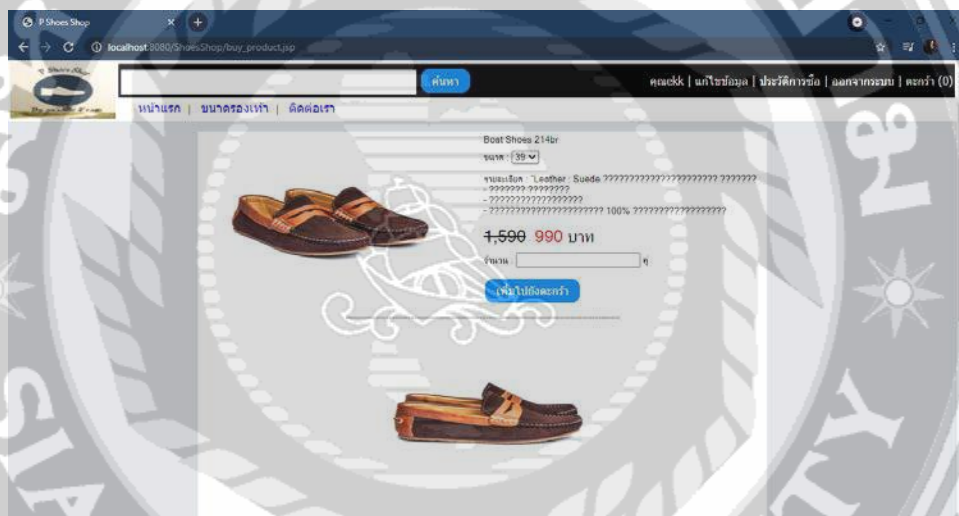 P Shoes Shop
localhost:8080/ShoesShop/buy_product.jsp
ค้นหา
คุณekk | แก้ไขข้อมูล | ประวัติการซื้อ | ออกจากระบบ | ตะกร้า (0)
หน้าแรก | ขนาดรองเท้า | ติดต่อเรา
Boat Shoes 214br
ขนาด : 39
รายละเอียด : "Leather : Suede ??????????????????????? ???????
- ??????? ????????
- ??????????????????
- ??????????????????????? 100% ???????????????????
1,590 990 บาท
จำนวน : คู่
เพิ่มไปยังตะกร้า